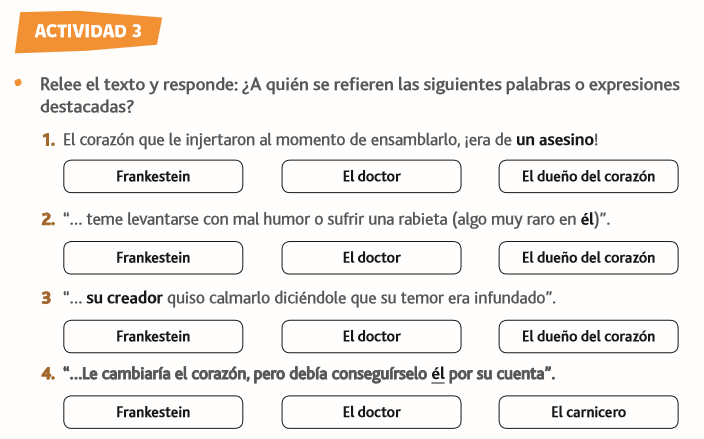 ACTIVIDAD 3
• Relee el texto y responde: ¿A quién se refieren las siguientes palabras o expresiones
destacadas?
1. El corazón que le injertaron al momento de ensamblarlo, ¡era de un asesino!
Frankestein El doctor El dueño del corazón
2. “... teme levantarse con mal humor o sufrir una rabieta (algo muy raro en él)”.
Frankestein El doctor El dueño del corazón
3 “... su creador quiso calmarlo diciéndole que su temor era infundado”.
Frankestein El doctor El dueño del corazón
4. “...Le cambiaría el corazón, pero debía conseguírselo él por su cuenta”.
Frankestein El doctor El carnicero